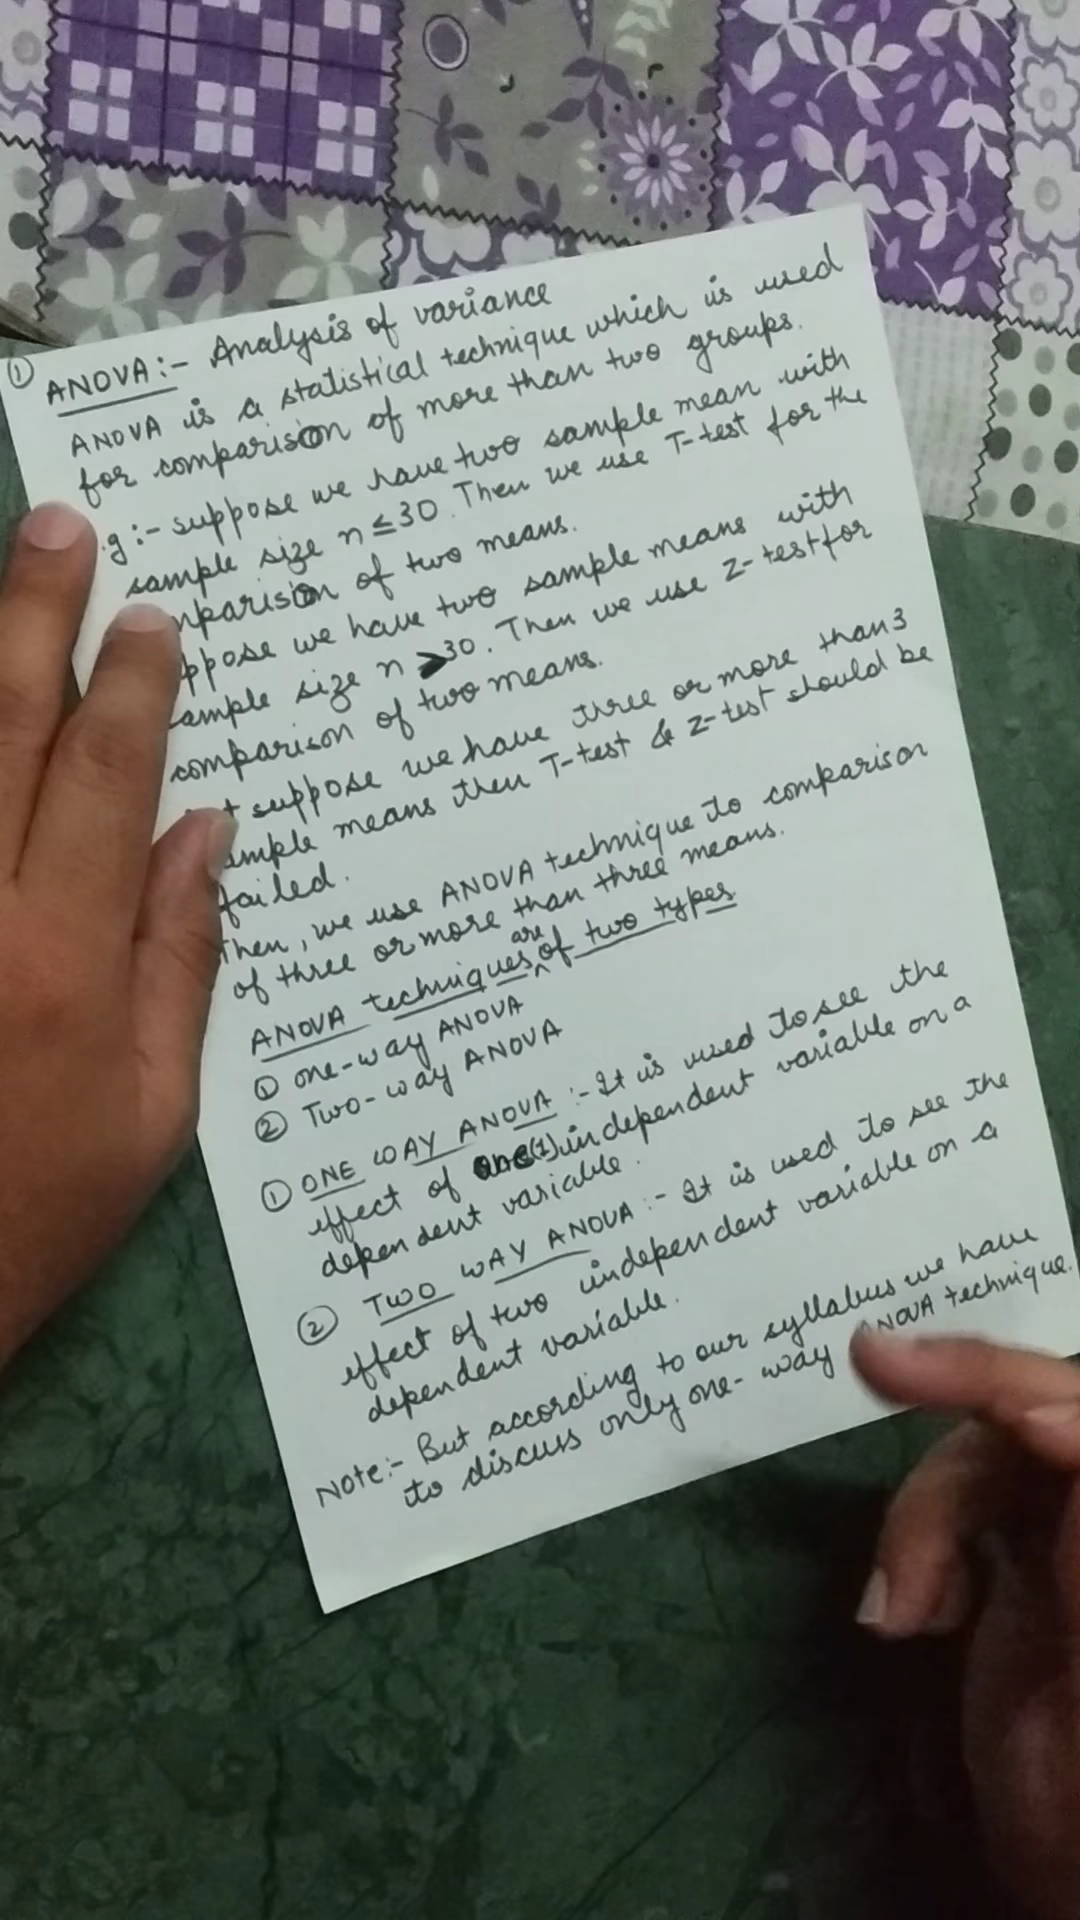 ① ANOVA :- Analysis of variance
ANOVA is a statistical technique which is used
for comparision of more than two groups.
.g :- suppose we have two sample mean with
sample size n ≤ 30. Then we use T-test for the
mparision of two means.
ppose we have two sample means with
ample size n > 30. Then we use Z-test for
comparison of two means.
t suppose we have three or more than 3
ample means then T-test & Z-test should be
failed.
Then, we use ANOVA technique to comparison
of three or more than three means.
ANOVA techniques are of two types
① one-way ANOVA
② Two-way ANOVA
① ONE WAY ANOVA :- It is used to see the
effect of one(1) independent variable on a
dependent variable.
② TWO WAY ANOVA :- It is used to see the
effect of two independent variable on a
dependent variable.
Note:- But according to our syllabus we have
to discuss only one-way ANOVA technique.